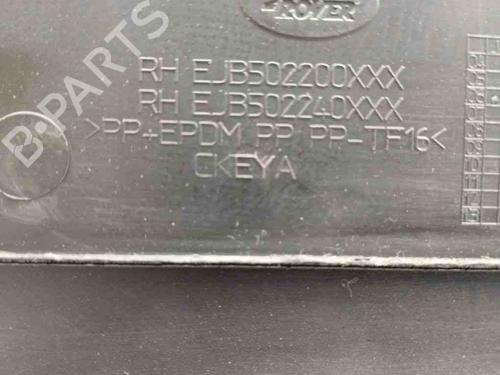 ROVER
RH EJB502200XXX
RH EJB502240XXX
>PP+EPDM PP PP-TF16<
CKEYA
B-PARTS